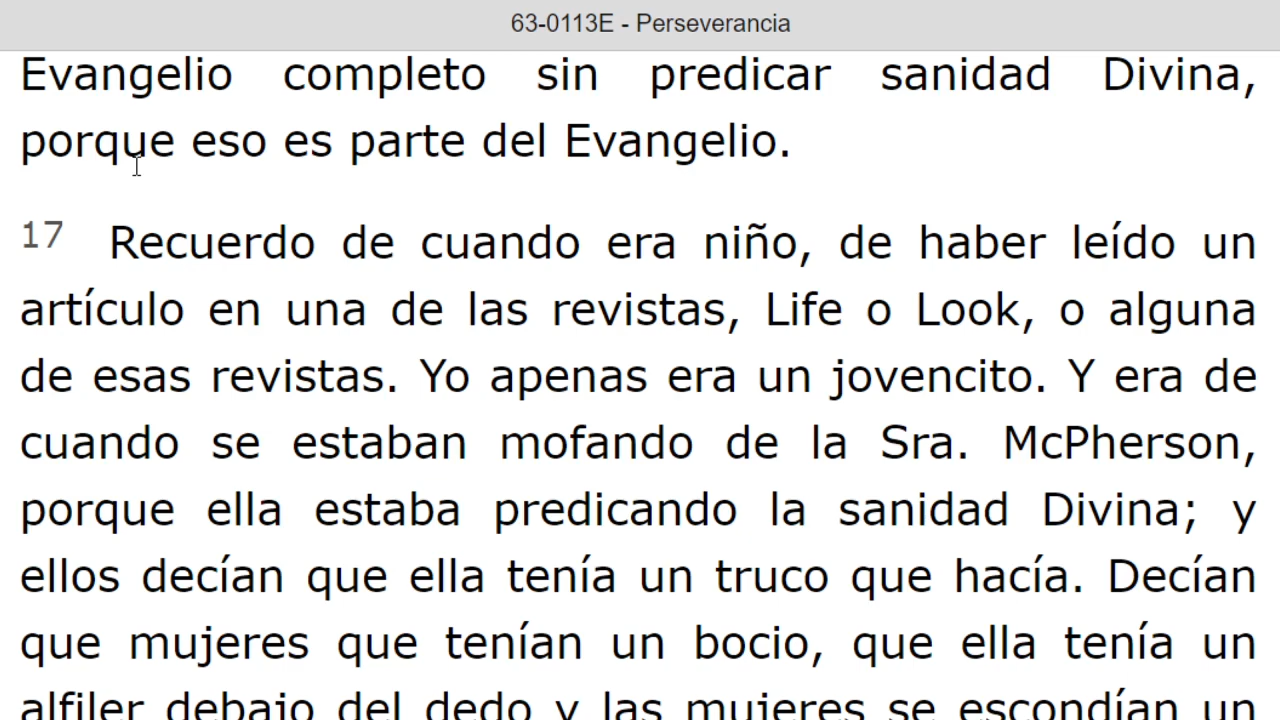 63-0113E - Perseverancia
Evangelio completo sin predicar sanidad Divina,
porque eso es parte del Evangelio.
17 Recuerdo de cuando era niño, de haber leído un
artículo en una de las revistas, Life o Look, o alguna
de esas revistas. Yo apenas era un jovencito. Y era de
cuando se estaban mofando de la Sra. McPherson,
porque ella estaba predicando la sanidad Divina; y
ellos decían que ella tenía un truco que hacía. Decían
que mujeres que tenían un bocio, que ella tenía un
alfiler debajo del dedo y las mujeres se escondían un